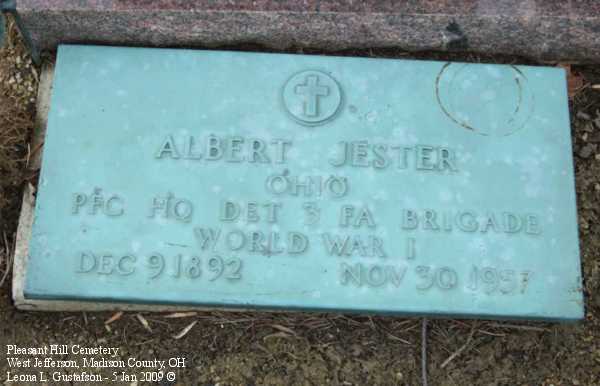 ALBERT JESTER
OHIO
PFC HQ DET 3 FA BRIGADE
WORLD WAR I
DEC 9 1892 NOV 30 1957
Pleasant Hill Cemetery
West Jefferson, Madison County, OH
Leona L. Gustafson - 5 Jan 2009 ©